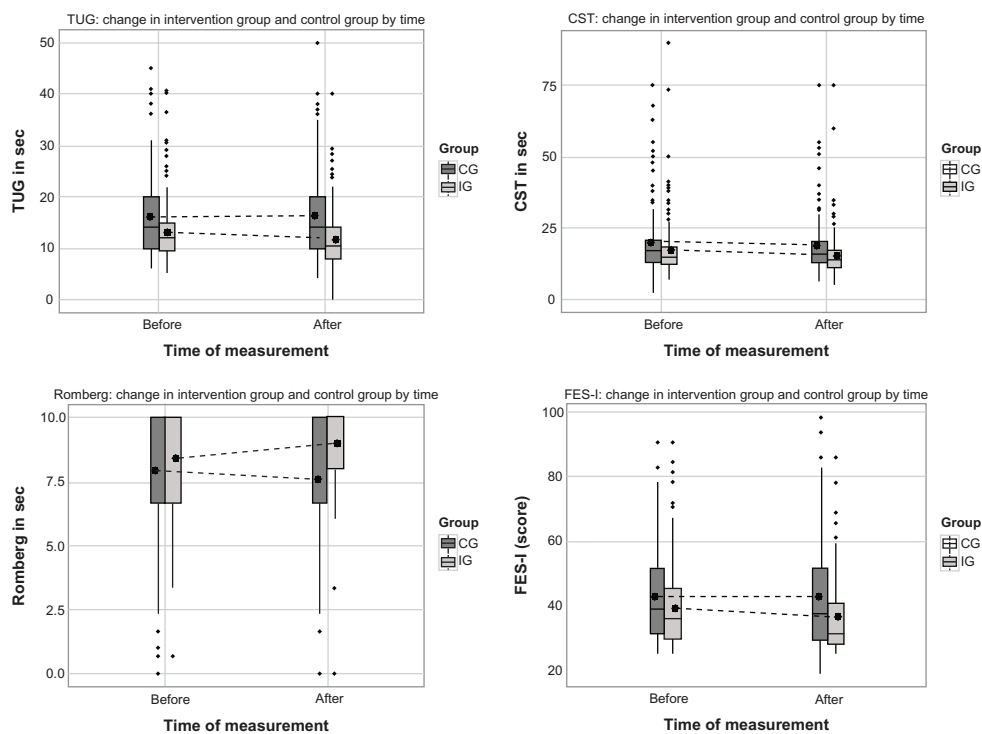 TUG: change in intervention group and control group by time
50
40
30
20
10
0
TUG in sec
Before
After
Time of measurement
Group
CG
IG
CST: change in intervention group and control group by time
75
50
25
0
CST in sec
Before
After
Time of measurement
Group
CG
IG
Romberg: change in intervention group and control group by time
10.0
7.5
5.0
2.5
0.0
Romberg in sec
Before
After
Time of measurement
Group
CG
IG
FES-I: change in intervention group and control group by time
100
80
60
40
20
FES-I (score)
Before
After
Time of measurement
Group
CG
IG